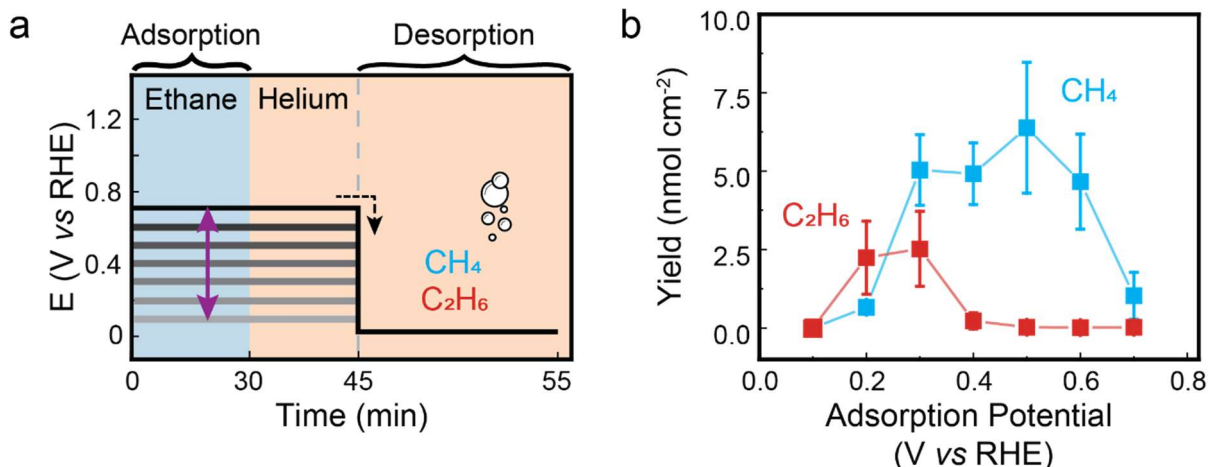 a
Adsorption
Desorption
Ethane
Helium
E (V vs RHE)
1.2
0.8
0.4
0
CH₄
C₂H₆
0
30
45
55
Time (min)
b
Yield (nmol cm⁻²)
10.0
7.5
5.0
2.5
0.0
CH₄
C₂H₆
0.0
0.2
0.4
0.6
0.8
Adsorption Potential
(V vs RHE)